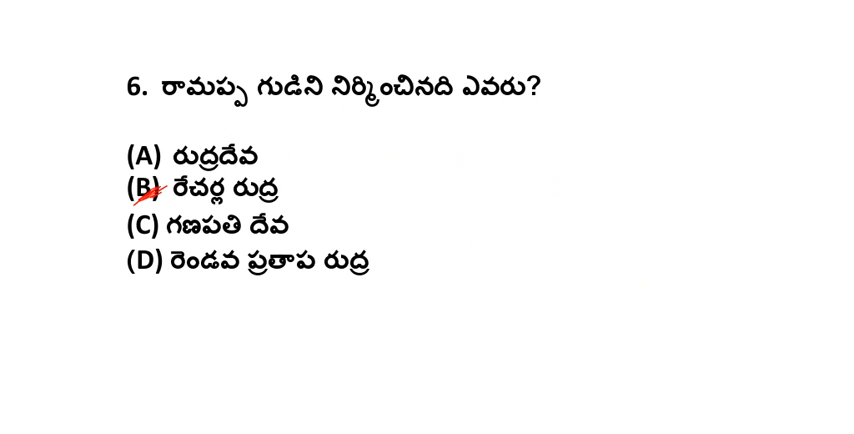 6. రామప్ప గుడిని నిర్మించినది ఎవరు?
(A) రుద్రదేవ
(B) రేచర్ల రుద్ర
(C) గణపతి దేవ
(D) రెండవ ప్రతాప రుద్ర